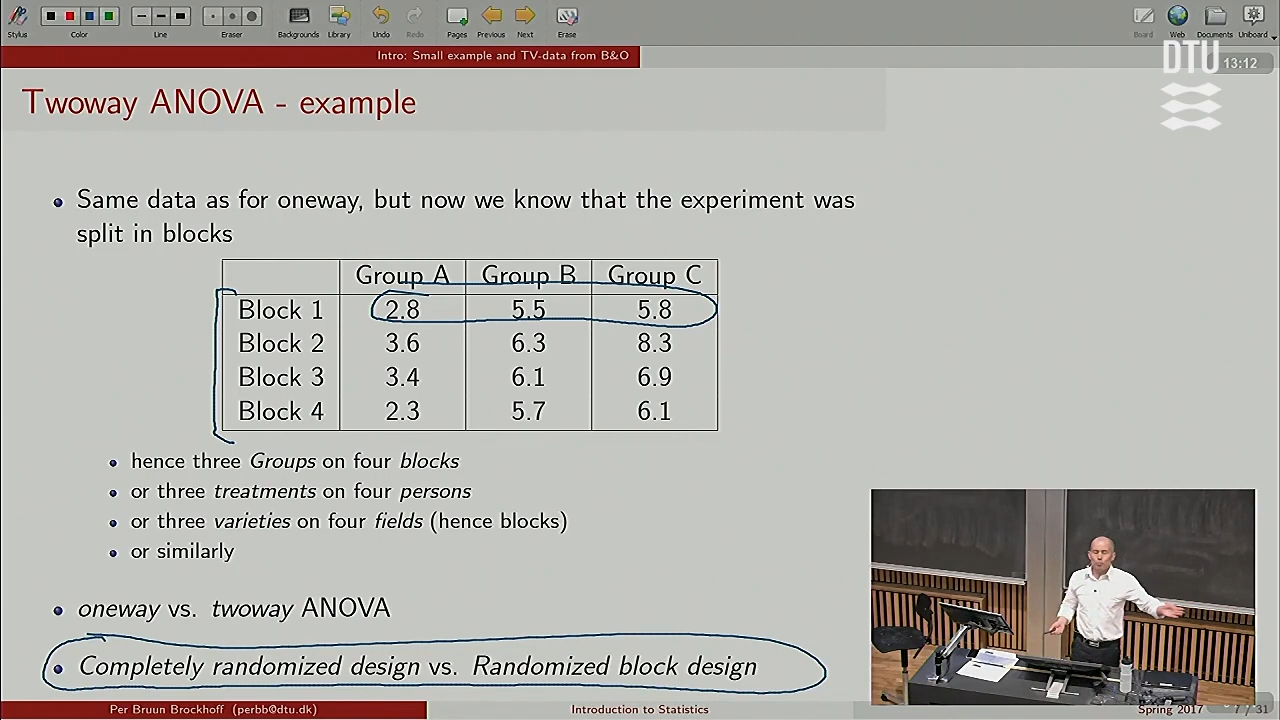 Stylus Color Line Eraser Backgrounds Library Undo Redo Pages Previous Next Erase Board Web Documents Uniboard
Intro: Small example and TV-data from B&O
DTU
13:12
Twoway ANOVA - example
Same data as for oneway, but now we know that the experiment was
split in blocks
Group A Group B Group C
Block 1 2.8 5.5 5.8
Block 2 3.6 6.3 8.3
Block 3 3.4 6.1 6.9
Block 4 2.3 5.7 6.1
hence three Groups on four blocks
or three treatments on four persons
or three varieties on four fields (hence blocks)
or similarly
oneway vs. twoway ANOVA
Completely randomized design vs. Randomized block design
Per Bruun Brockhoff (perbb@dtu.dk) Introduction to Statistics Spring 2017 7 / 31